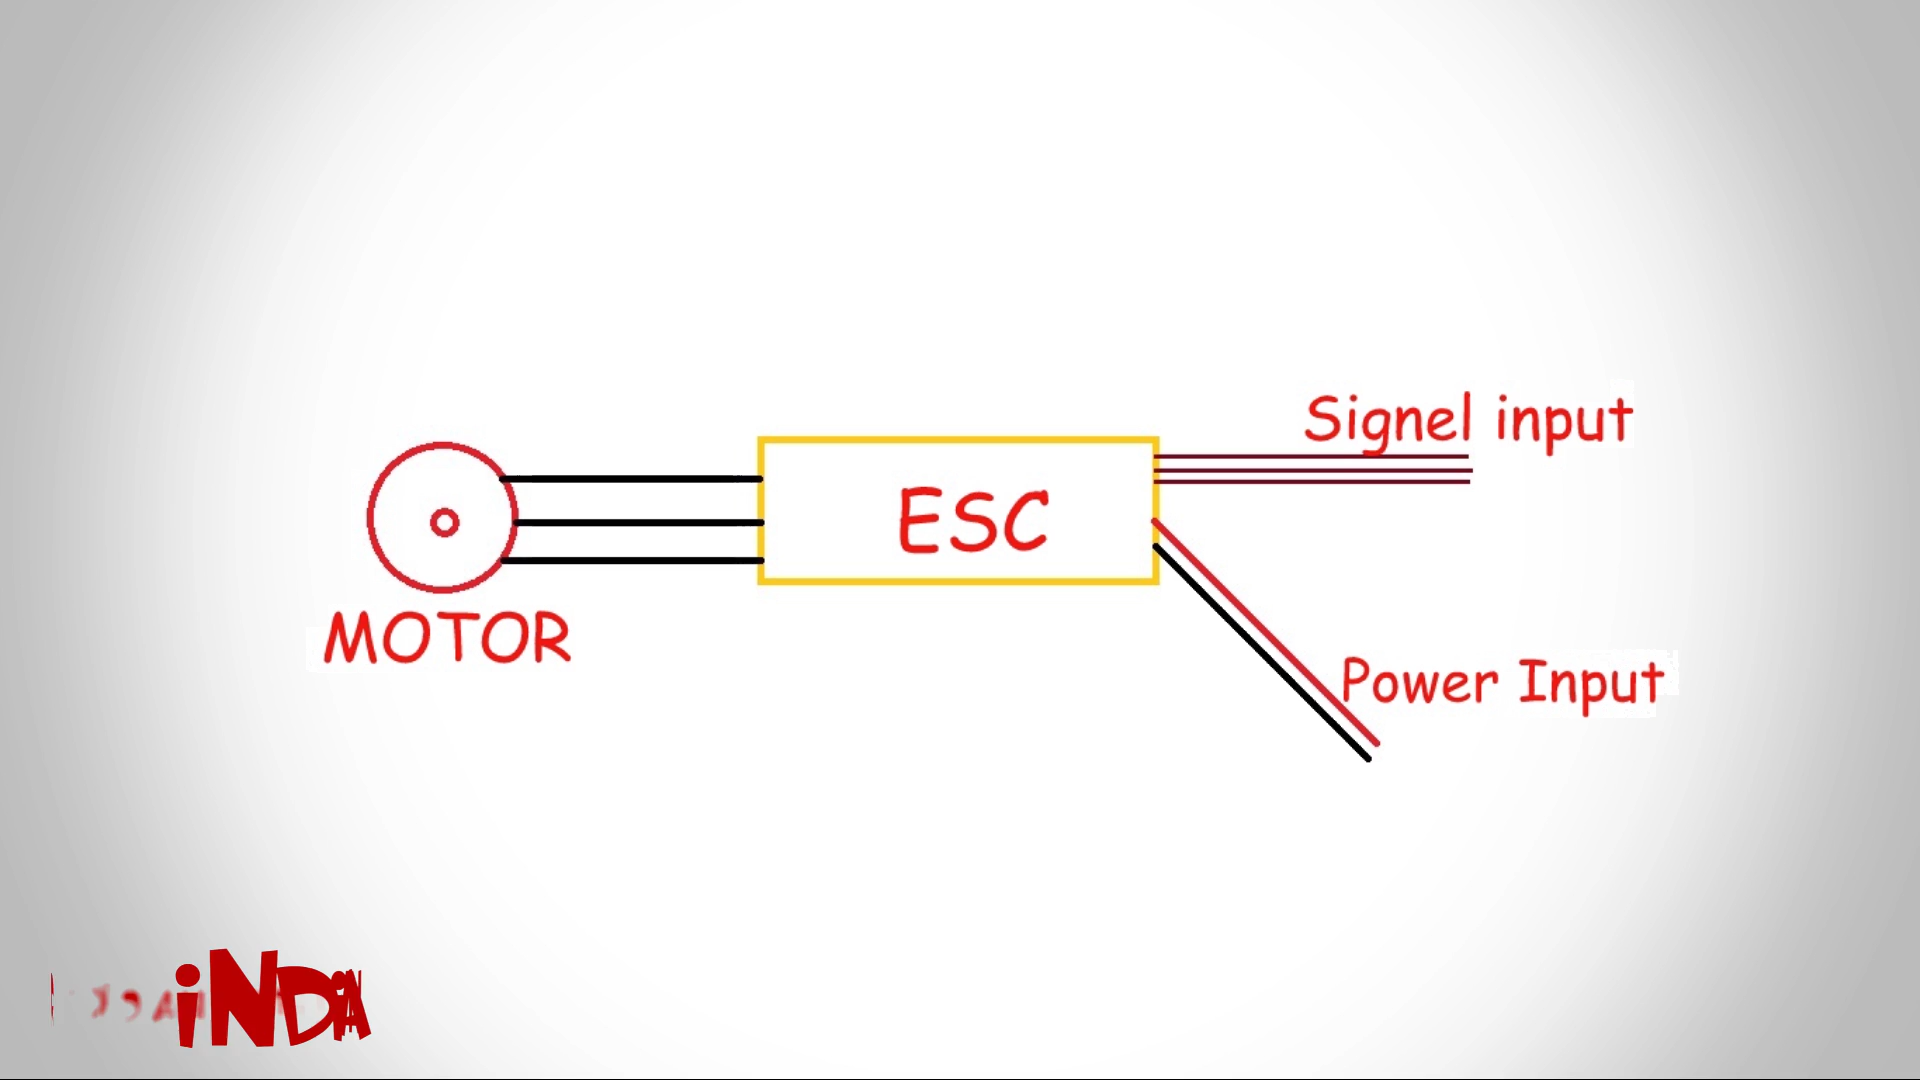 Signel input
ESC
MOTOR
Power Input
iNDiA